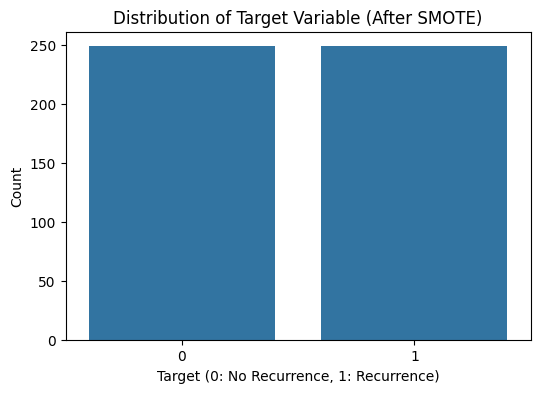 Distribution of Target Variable (After SMOTE)
250
200
150
100
50
0
Count
0 1
Target (0: No Recurrence, 1: Recurrence)